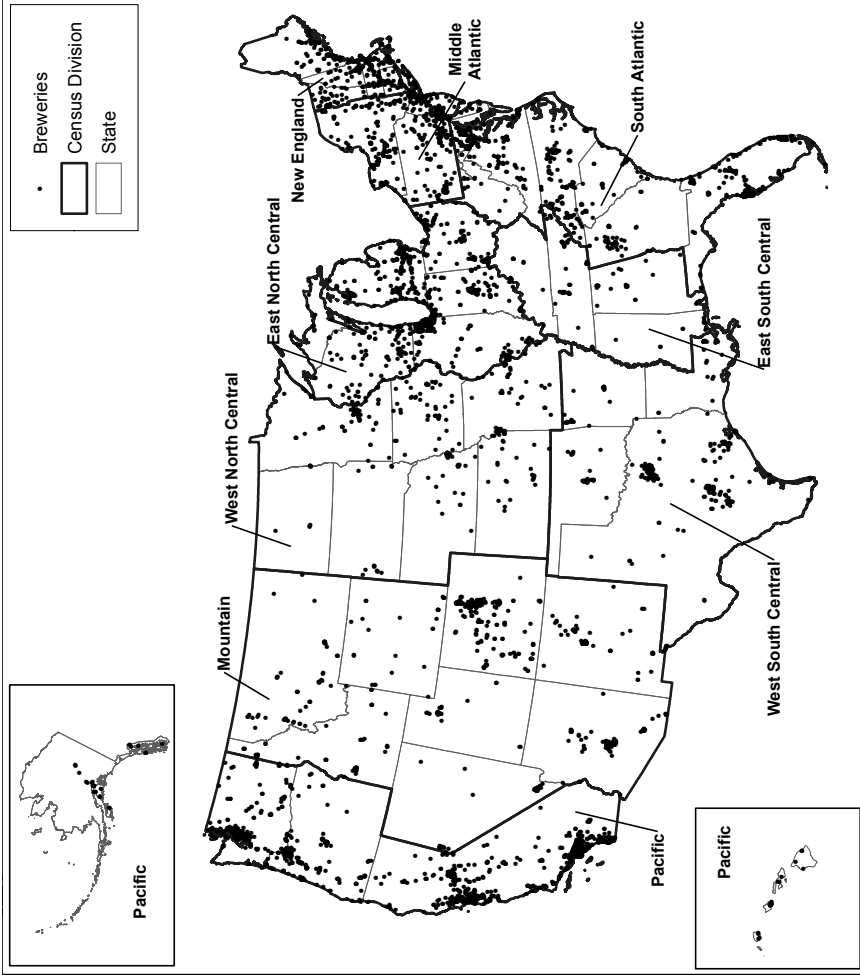 Breweries
Census Division
State
New England
Middle
Atlantic
East North Central
South Atlantic
West North Central
East South Central
Mountain
West South Central
Pacific
Pacific
Pacific